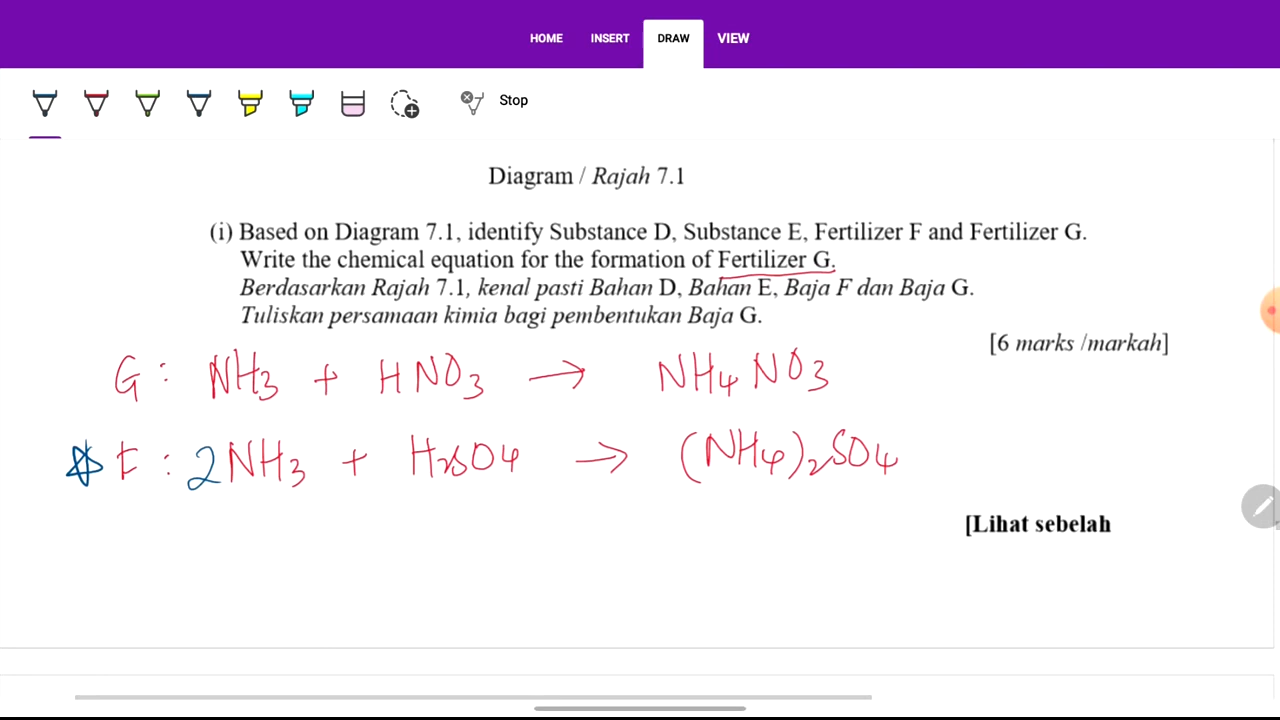 HOME INSERT DRAW VIEW
Stop
Diagram / Rajah 7.1
(i) Based on Diagram 7.1, identify Substance D, Substance E, Fertilizer F and Fertilizer G.
Write the chemical equation for the formation of Fertilizer G.
Berdasarkan Rajah 7.1, kenal pasti Bahan D, Bahan E, Baja F dan Baja G.
Tuliskan persamaan kimia bagi pembentukan Baja G.
[6 marks /markah]
G : NH3 + HNO3 → NH4NO3
F : 2NH3 + H2SO4 → (NH4)2SO4
[Lihat sebelah